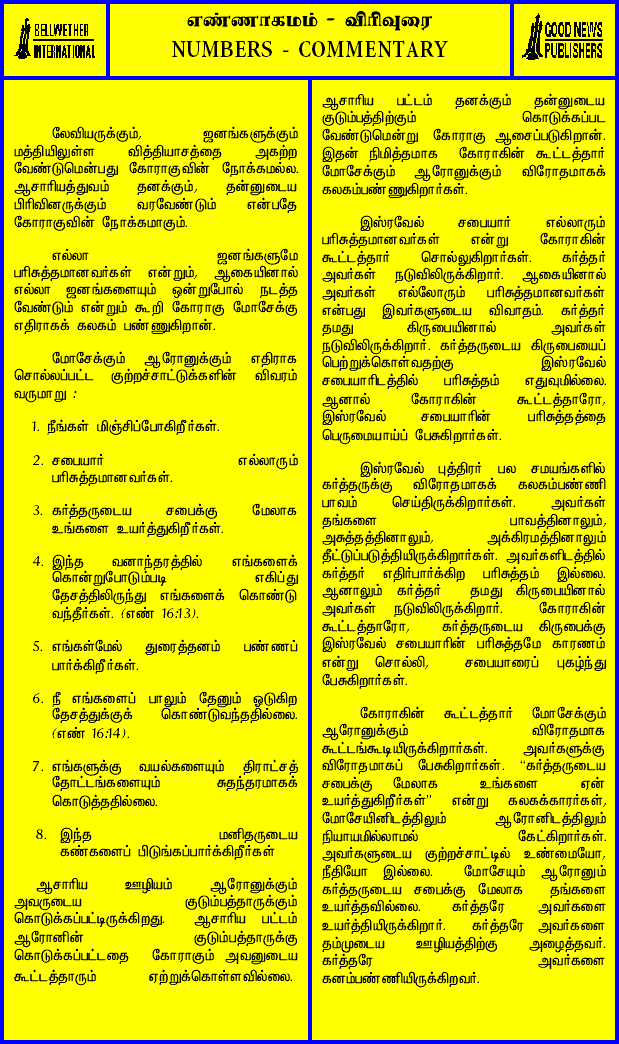 BELLWETHER
INTERNATIONAL
எண்ணாகமம் - விரிவுரை
NUMBERS - COMMENTARY
GOOD NEWS
PUBLISHERS
லேவியருக்கும், ஜனங்களுக்கும்
மத்தியிலுள்ள வித்தியாசத்தை அகற்ற
வேண்டுமென்பது கோராகுவின் நோக்கமல்ல.
ஆசாரியத்துவம் தனக்கும், தன்னுடைய
பிரிவினருக்கும் வரவேண்டும் என்பதே
கோராகுவின் நோக்கமாகும்.
எல்லா ஜனங்களுமே
பரிசுத்தமானவர்கள் என்றும், ஆகையினால்
எல்லா ஜனங்களையும் ஒன்றுபோல் நடத்த
வேண்டும் என்றும் கூறி கோராகு மோசேக்கு
எதிராகக் கலகம் பண்ணுகிறான்.
மோசேக்கும் ஆரோனுக்கும் எதிராக
சொல்லப்பட்ட குற்றச்சாட்டுக்களின் விவரம்
வருமாறு :
1. நீங்கள் மிஞ்சிப்போகிறீர்கள்.
2. சபையார் எல்லாரும்
பரிசுத்தமானவர்கள்.
3. கர்த்தருடைய சபைக்கு மேலாக
உங்களை உயர்த்துகிறீர்கள்.
4. இந்த வனாந்தரத்தில் எங்களைக்
கொன்றுபோடும்படி எகிப்து
தேசத்திலிருந்து எங்களைக் கொண்டு
வந்தீர்கள். (எண் 16:13).
5. எங்கள்மேல் துரைத்தனம் பண்ணப்
பார்க்கிறீர்கள்.
6. நீ எங்களைப் பாலும் தேனும் ஓடுகிற
தேசத்துக்குக் கொண்டுவந்ததில்லை.
(எண் 16:14).
7. எங்களுக்கு வயல்களையும் திராட்சத்
தோட்டங்களையும் சுதந்தரமாகக்
கொடுத்ததில்லை.
8. இந்த மனிதருடைய
கண்களைப் பிடுங்கப்பார்க்கிறீர்கள்
ஆசாரிய ஊழியம் ஆரோனுக்கும்
அவருடைய குடும்பத்தாருக்கும்
கொடுக்கப்பட்டிருக்கிறது. ஆசாரிய பட்டம்
ஆரோனின் குடும்பத்தாருக்கு
கொடுக்கப்பட்டதை கோராகும் அவனுடைய
கூட்டத்தாரும் ஏற்றுக்கொள்ளவில்லை.
ஆசாரிய பட்டம் தனக்கும் தன்னுடைய
குடும்பத்திற்கும் கொடுக்கப்பட
வேண்டுமென்று கோராகு ஆசைப்படுகிறான்.
இதன் நிமித்தமாக கோராகின் கூட்டத்தார்
மோசேக்கும் ஆரோனுக்கும் விரோதமாகக்
கலகம்பண்ணுகிறார்கள்.
இஸ்ரவேல் சபையார் எல்லாரும்
பரிசுத்தமானவர்கள் என்று கோராகின்
கூட்டத்தார் சொல்லுகிறார்கள். கர்த்தர்
அவர்கள் நடுவிலிருக்கிறார். ஆகையினால்
அவர்கள் எல்லோரும் பரிசுத்தமானவர்கள்
என்பது இவர்களுடைய விவாதம். கர்த்தர்
தமது கிருபையினால் அவர்கள்
நடுவிலிருக்கிறார். கர்த்தருடைய கிருபையைப்
பெற்றுக்கொள்வதற்கு இஸ்ரவேல்
சபையாரிடத்தில் பரிசுத்தம் எதுவுமில்லை.
ஆனால் கோராகின் கூட்டத்தாரோ,
இஸ்ரவேல் சபையாரின் பரிசுத்தத்தை
பெருமையாய்ப் பேசுகிறார்கள்.
இஸ்ரவேல் புத்திரர் பல சமயங்களில்
கர்த்தருக்கு விரோதமாகக் கலகம்பண்ணி
பாவம் செய்திருக்கிறார்கள். அவர்கள்
தங்களை பாவத்தினாலும்,
அசுத்தத்தினாலும், அக்கிரமத்தினாலும்
தீட்டுப்படுத்தியிருக்கிறார்கள். அவர்களிடத்தில்
கர்த்தர் எதிர்பார்க்கிற பரிசுத்தம் இல்லை.
ஆனாலும் கர்த்தர் தமது கிருபையினால்
அவர்கள் நடுவிலிருக்கிறார். கோராகின்
கூட்டத்தாரோ, கர்த்தருடைய கிருபைக்கு
இஸ்ரவேல் சபையாரின் பரிசுத்தமே காரணம்
என்று சொல்லி, சபையாரைப் புகழ்ந்து
பேசுகிறார்கள்.
கோராகின் கூட்டத்தார் மோசேக்கும்
ஆரோனுக்கும் விரோதமாக
கூட்டங்கூடியிருக்கிறார்கள். அவர்களுக்கு
விரோதமாகப் பேசுகிறார்கள். “கர்த்தருடைய
சபைக்கு மேலாக உங்களை ஏன்
உயர்த்துகிறீர்கள்” என்று கலகக்காரர்கள்,
மோசேயினிடத்திலும் ஆரோனிடத்திலும்
நியாயமில்லாமல் கேட்கிறார்கள்.
அவர்களுடைய குற்றச்சாட்டில் உண்மையோ,
நீதியோ இல்லை. மோசேயும் ஆரோனும்
கர்த்தருடைய சபைக்கு மேலாக தங்களை
உயர்த்தவில்லை. கர்த்தரே அவர்களை
உயர்த்தியிருக்கிறார். கர்த்தரே அவர்களை
தம்முடைய ஊழியத்திற்கு அழைத்தவர்.
கர்த்தரே அவர்களை
கனம்பண்ணியிருக்கிறவர்.